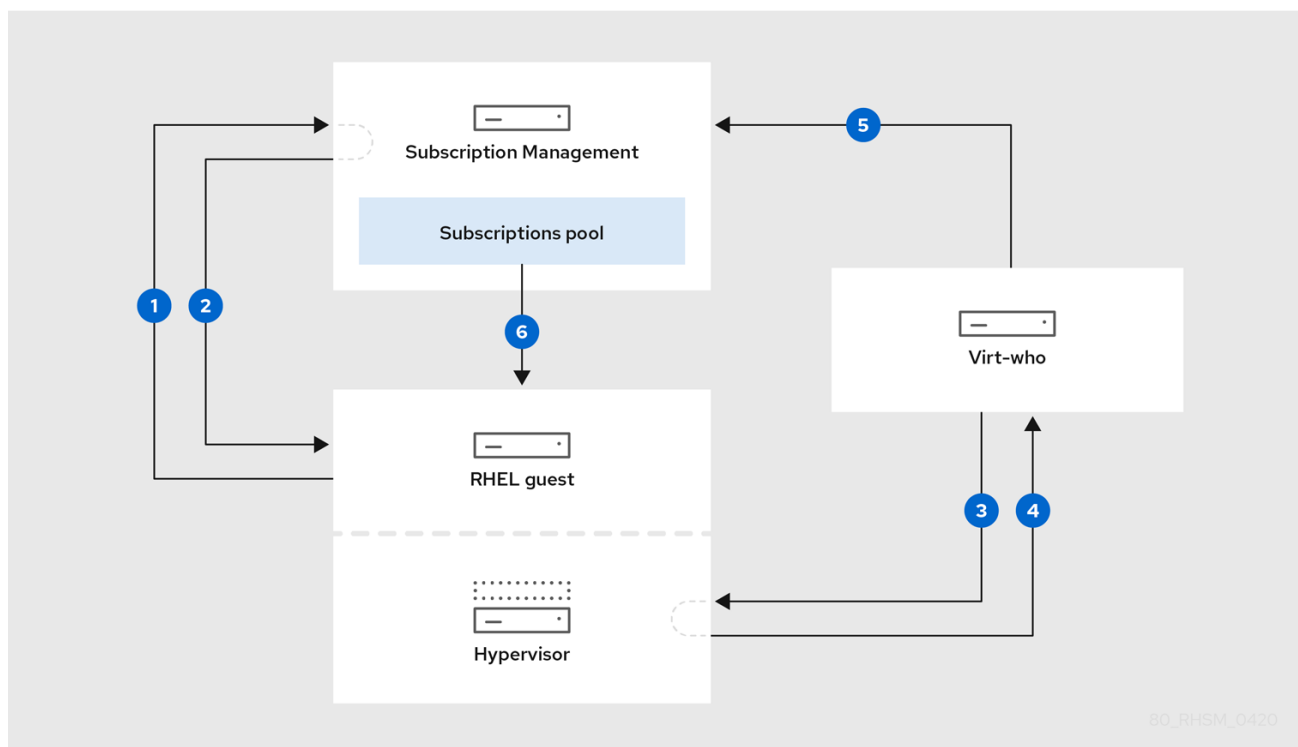 Subscription Management
5
Subscriptions pool
1
2
6
Virt-who
RHEL guest
3
4
Hypervisor
80_RHSM_0420